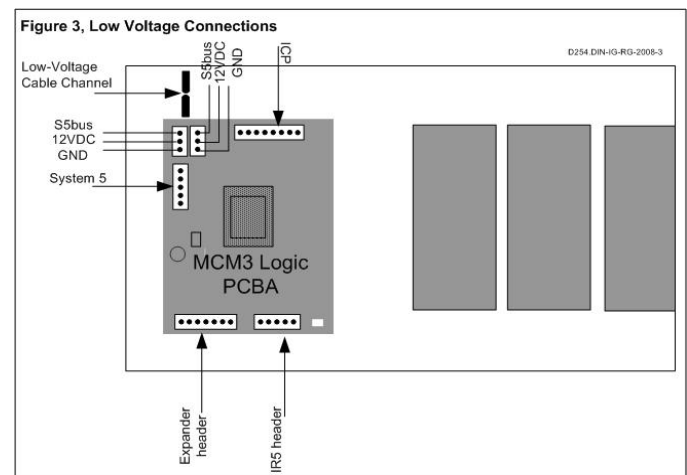 Figure 3, Low Voltage Connections
D254.DIN-IG-RG-2008-3
Low-Voltage
Cable Channel
S5bus
12VDC
GND
ICP
S5bus
12VDC
GND
System 5
MCM3 Logic
PCBA
Expander
header
IR5 header